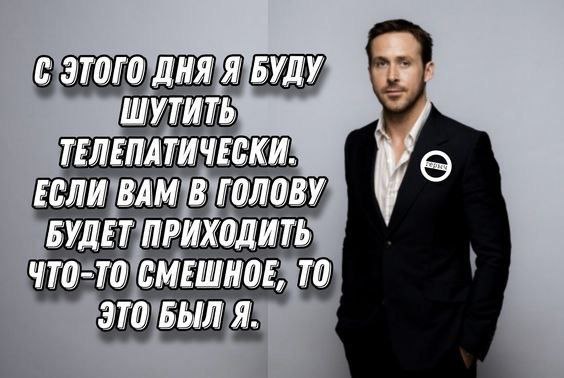 С ЭТОГО ДНЯ Я БУДУ
ШУТИТЬ
ТЕЛЕПАТИЧЕСКИ.
ЕСЛИ ВАМ В ГОЛОВУ
БУДЕТ ПРИХОДИТЬ
ЧТО-ТО СМЕШНОЕ, ТО
ЭТО БЫЛ Я.